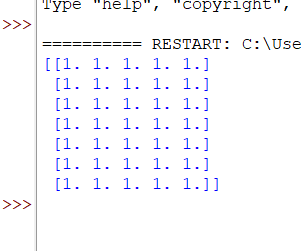 Type "help", "copyright",
>>>
========== RESTART: C:\Use
[[1. 1. 1. 1. 1.]
[1. 1. 1. 1. 1.]
[1. 1. 1. 1. 1.]
[1. 1. 1. 1. 1.]
[1. 1. 1. 1. 1.]
[1. 1. 1. 1. 1.]
[1. 1. 1. 1. 1.]]
>>>